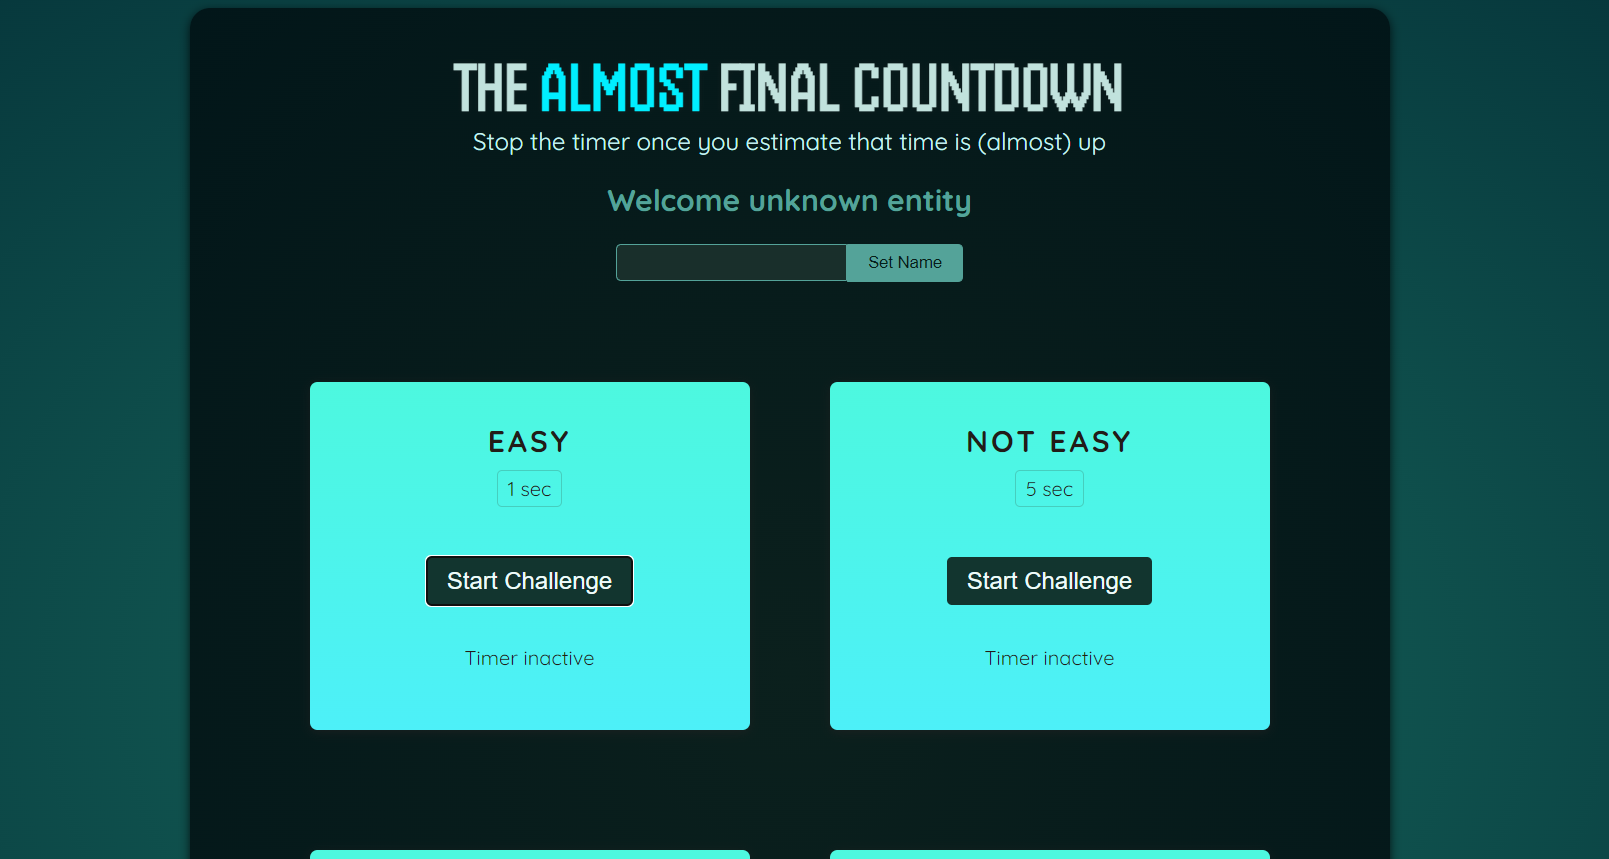 THE ALMOST FINAL COUNTDOWN
Stop the timer once you estimate that time is (almost) up
Welcome unknown entity
Set Name
EASY
1 sec
Start Challenge
Timer inactive
NOT EASY
5 sec
Start Challenge
Timer inactive